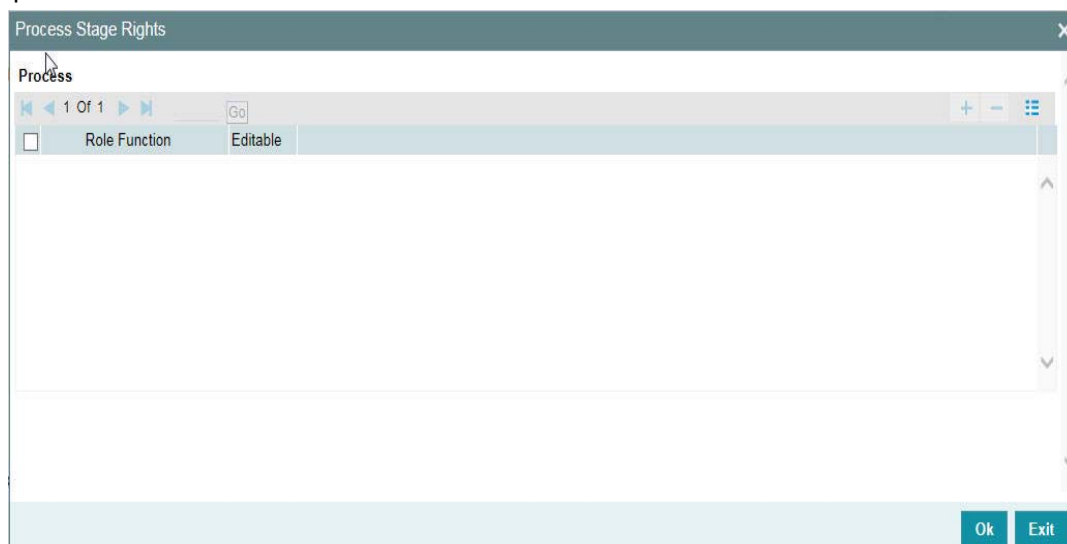 Process Stage Rights
Process
1 Of 1 Go
Role Function Editable
Ok Exit